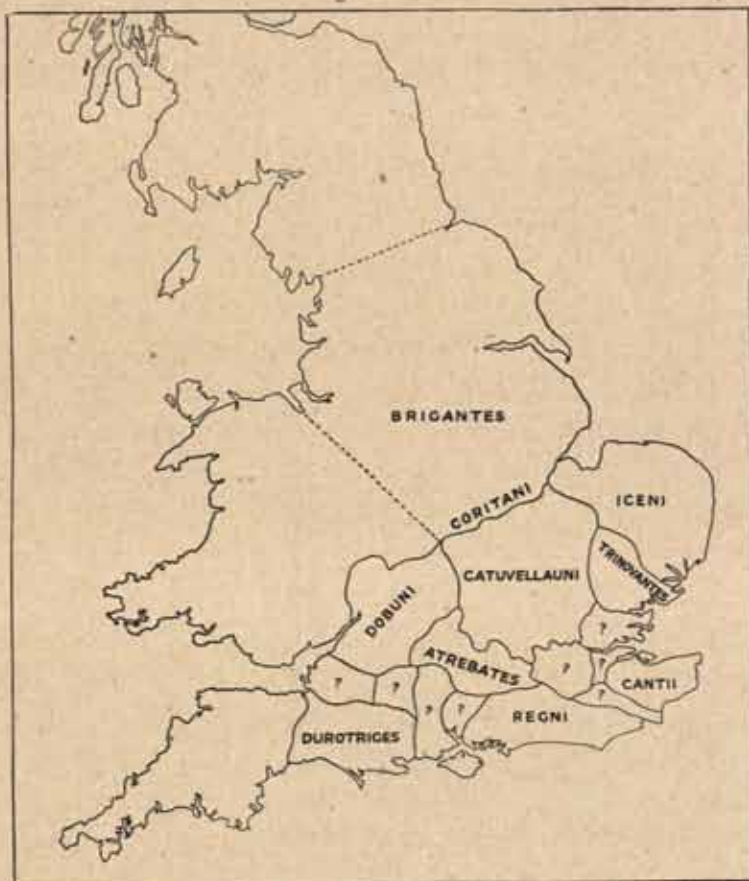 BRIGANTES
CORITANI
ICENI
TRINOVANTES
CATUVELLAUNI
DOBUNI
?
ATREBATES
?
?
CANTII
?
?
?
?
?
REGNI
DUROTRIGES